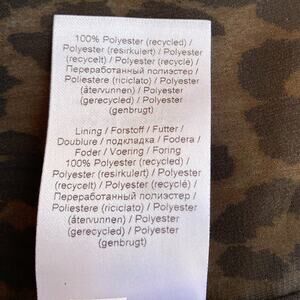 100% Polyester (recycled) /
Polyester (resirkulert) / Polyester
(recycelt) / Polyester (recyclé) /
Переработанный полиэстер /
Poliestere (riciclato) / Polyester
(återvunnen) / Polyester
(gerecycled) / Polyester
(genbrugt)
Lining / Forstoff / Futter /
Doublure / подкладка / Fodera /
Foder / Voering / Foring
100% Polyester (recycled) /
Polyester (resirkulert) / Polyester
(recycelt) / Polyester (recyclé) /
Переработанный полиэстер /
Poliestere (riciclato) / Polyester
(återvunnen) / Polyester
(gerecycled) / Polyester
(genbrugt)